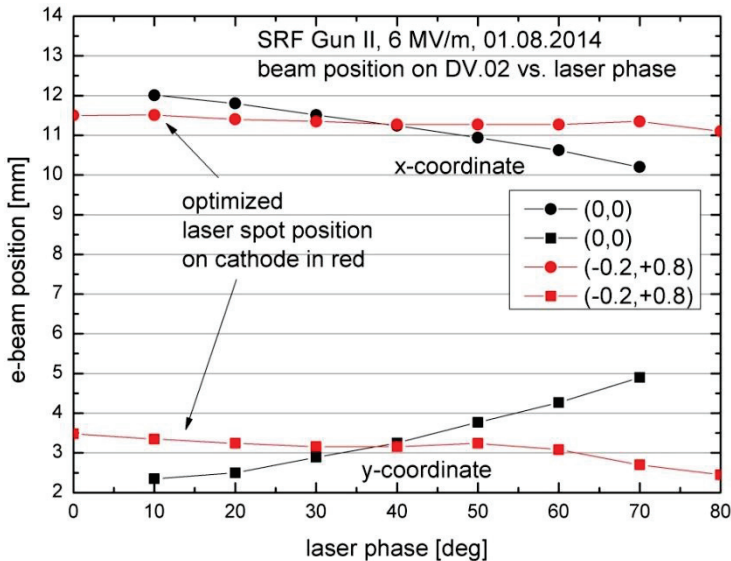 SRF Gun II, 6 MV/m, 01.08.2014
beam position on DV.02 vs. laser phase
14
13
12
11
10
9
8
7
6
5
4
3
2
e-beam position [mm]
x-coordinate
optimized
laser spot position
on cathode in red
(0,0)
(0,0)
(-0.2,+0.8)
(-0.2,+0.8)
y-coordinate
0 10 20 30 40 50 60 70 80
laser phase [deg]